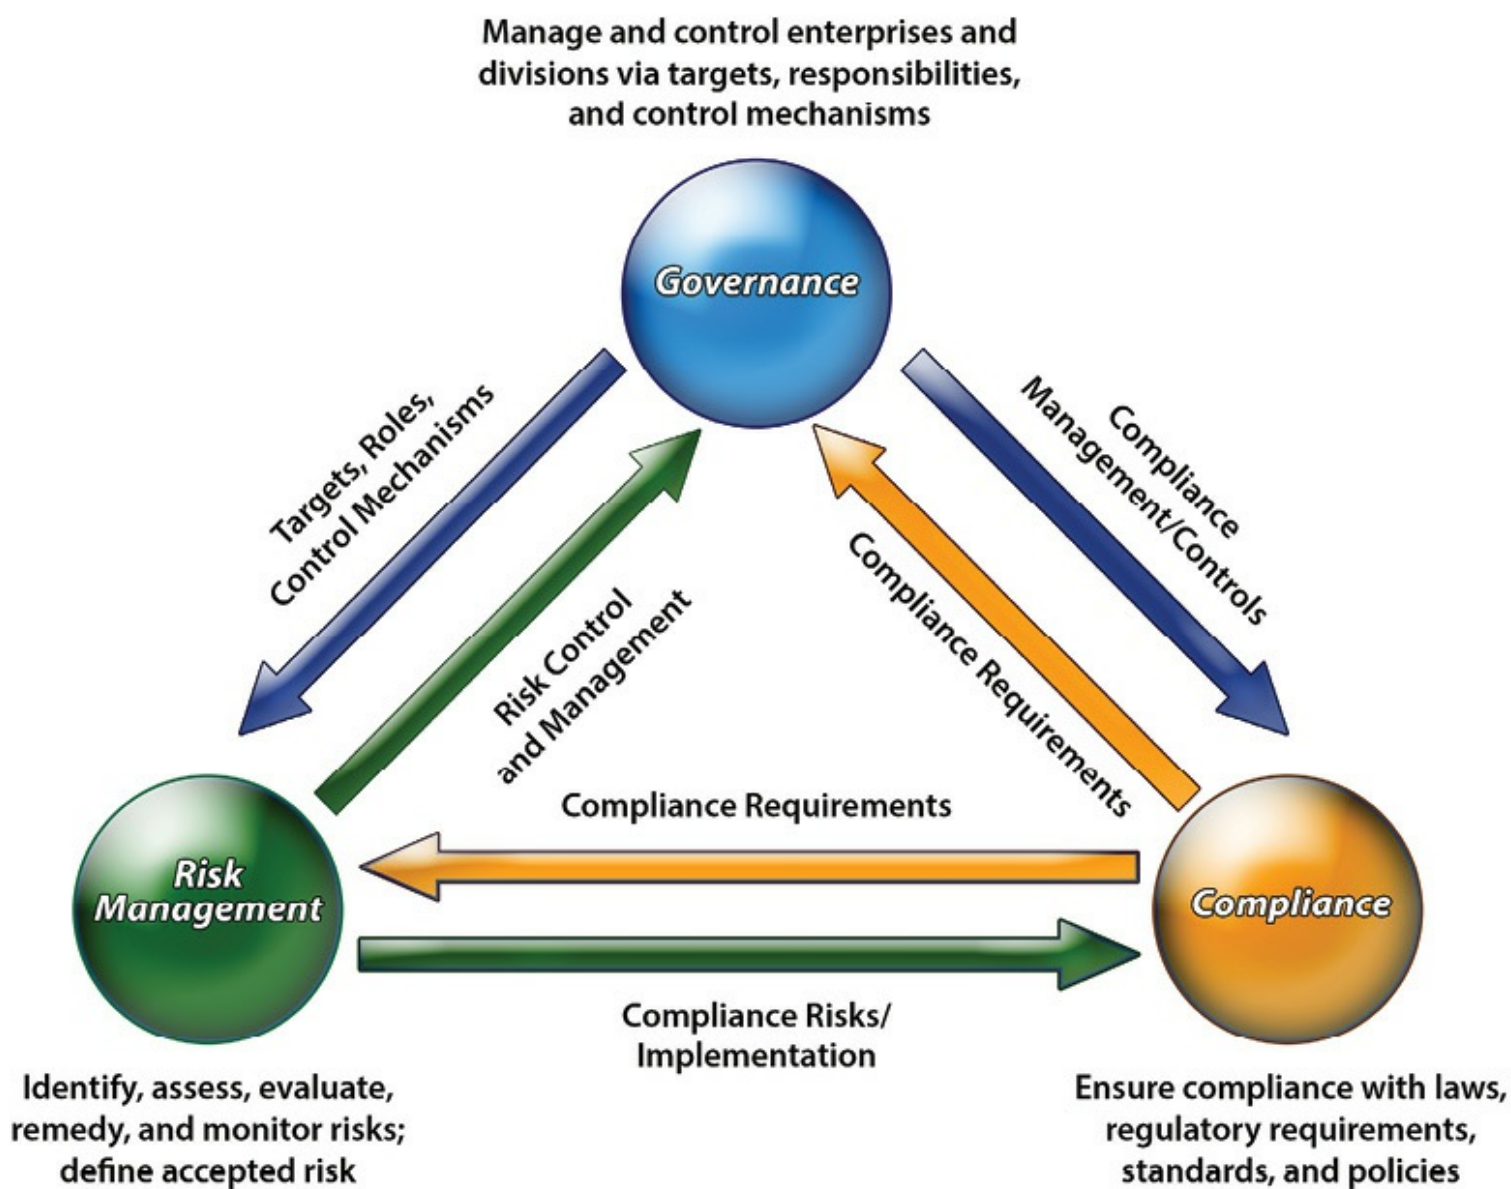 Manage and control enterprises and
divisions via targets, responsibilities,
and control mechanisms
Governance
Targets, Roles,
Control Mechanisms
Risk Control
and Management
Compliance
Management/Controls
Compliance Requirements
Compliance Requirements
Risk
Management
Compliance
Compliance Risks/
Implementation
Identify, assess, evaluate,
remedy, and monitor risks;
define accepted risk
Ensure compliance with laws,
regulatory requirements,
standards, and policies